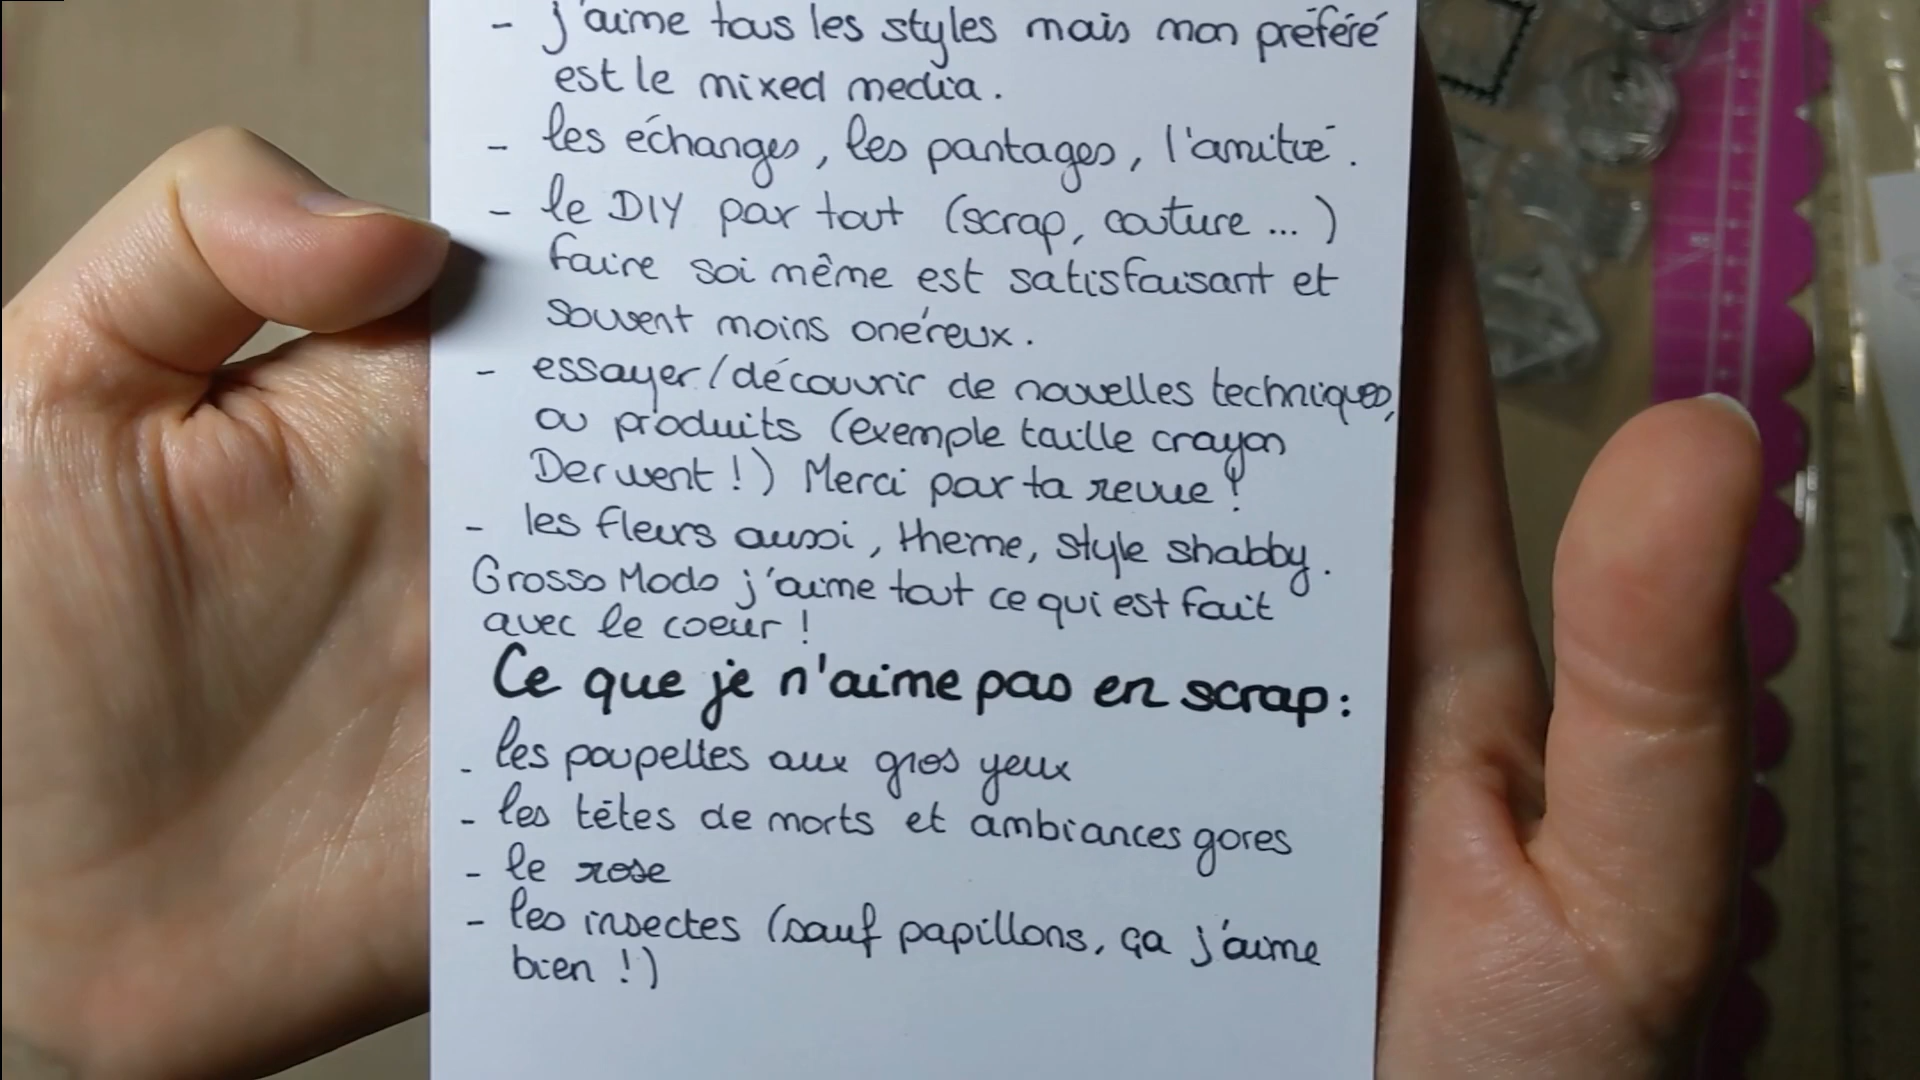 - j'aime tous les styles mais mon préféré
est le mixed media.
- les échanges, les partages, l'amitié.
- le DIY par tout (scrap, couture ... )
faire soi même est satisfaisant et
souvent moins onéreux.
- essayer/découvrir de nouvelles techniques,
ou produits (exemple taille crayon
Derwent !) Merci par ta revue !
- les fleurs aussi, theme, style shabby.
Grosso Modo j'aime tout ce qui est fait
avec le coeur !
Ce que je n'aime pas en scrap:
- les poupettes aux gros yeux
- les têtes de morts et ambiances gores
- le rose
- les insectes (sauf papillons, ça j'aime
bien !)